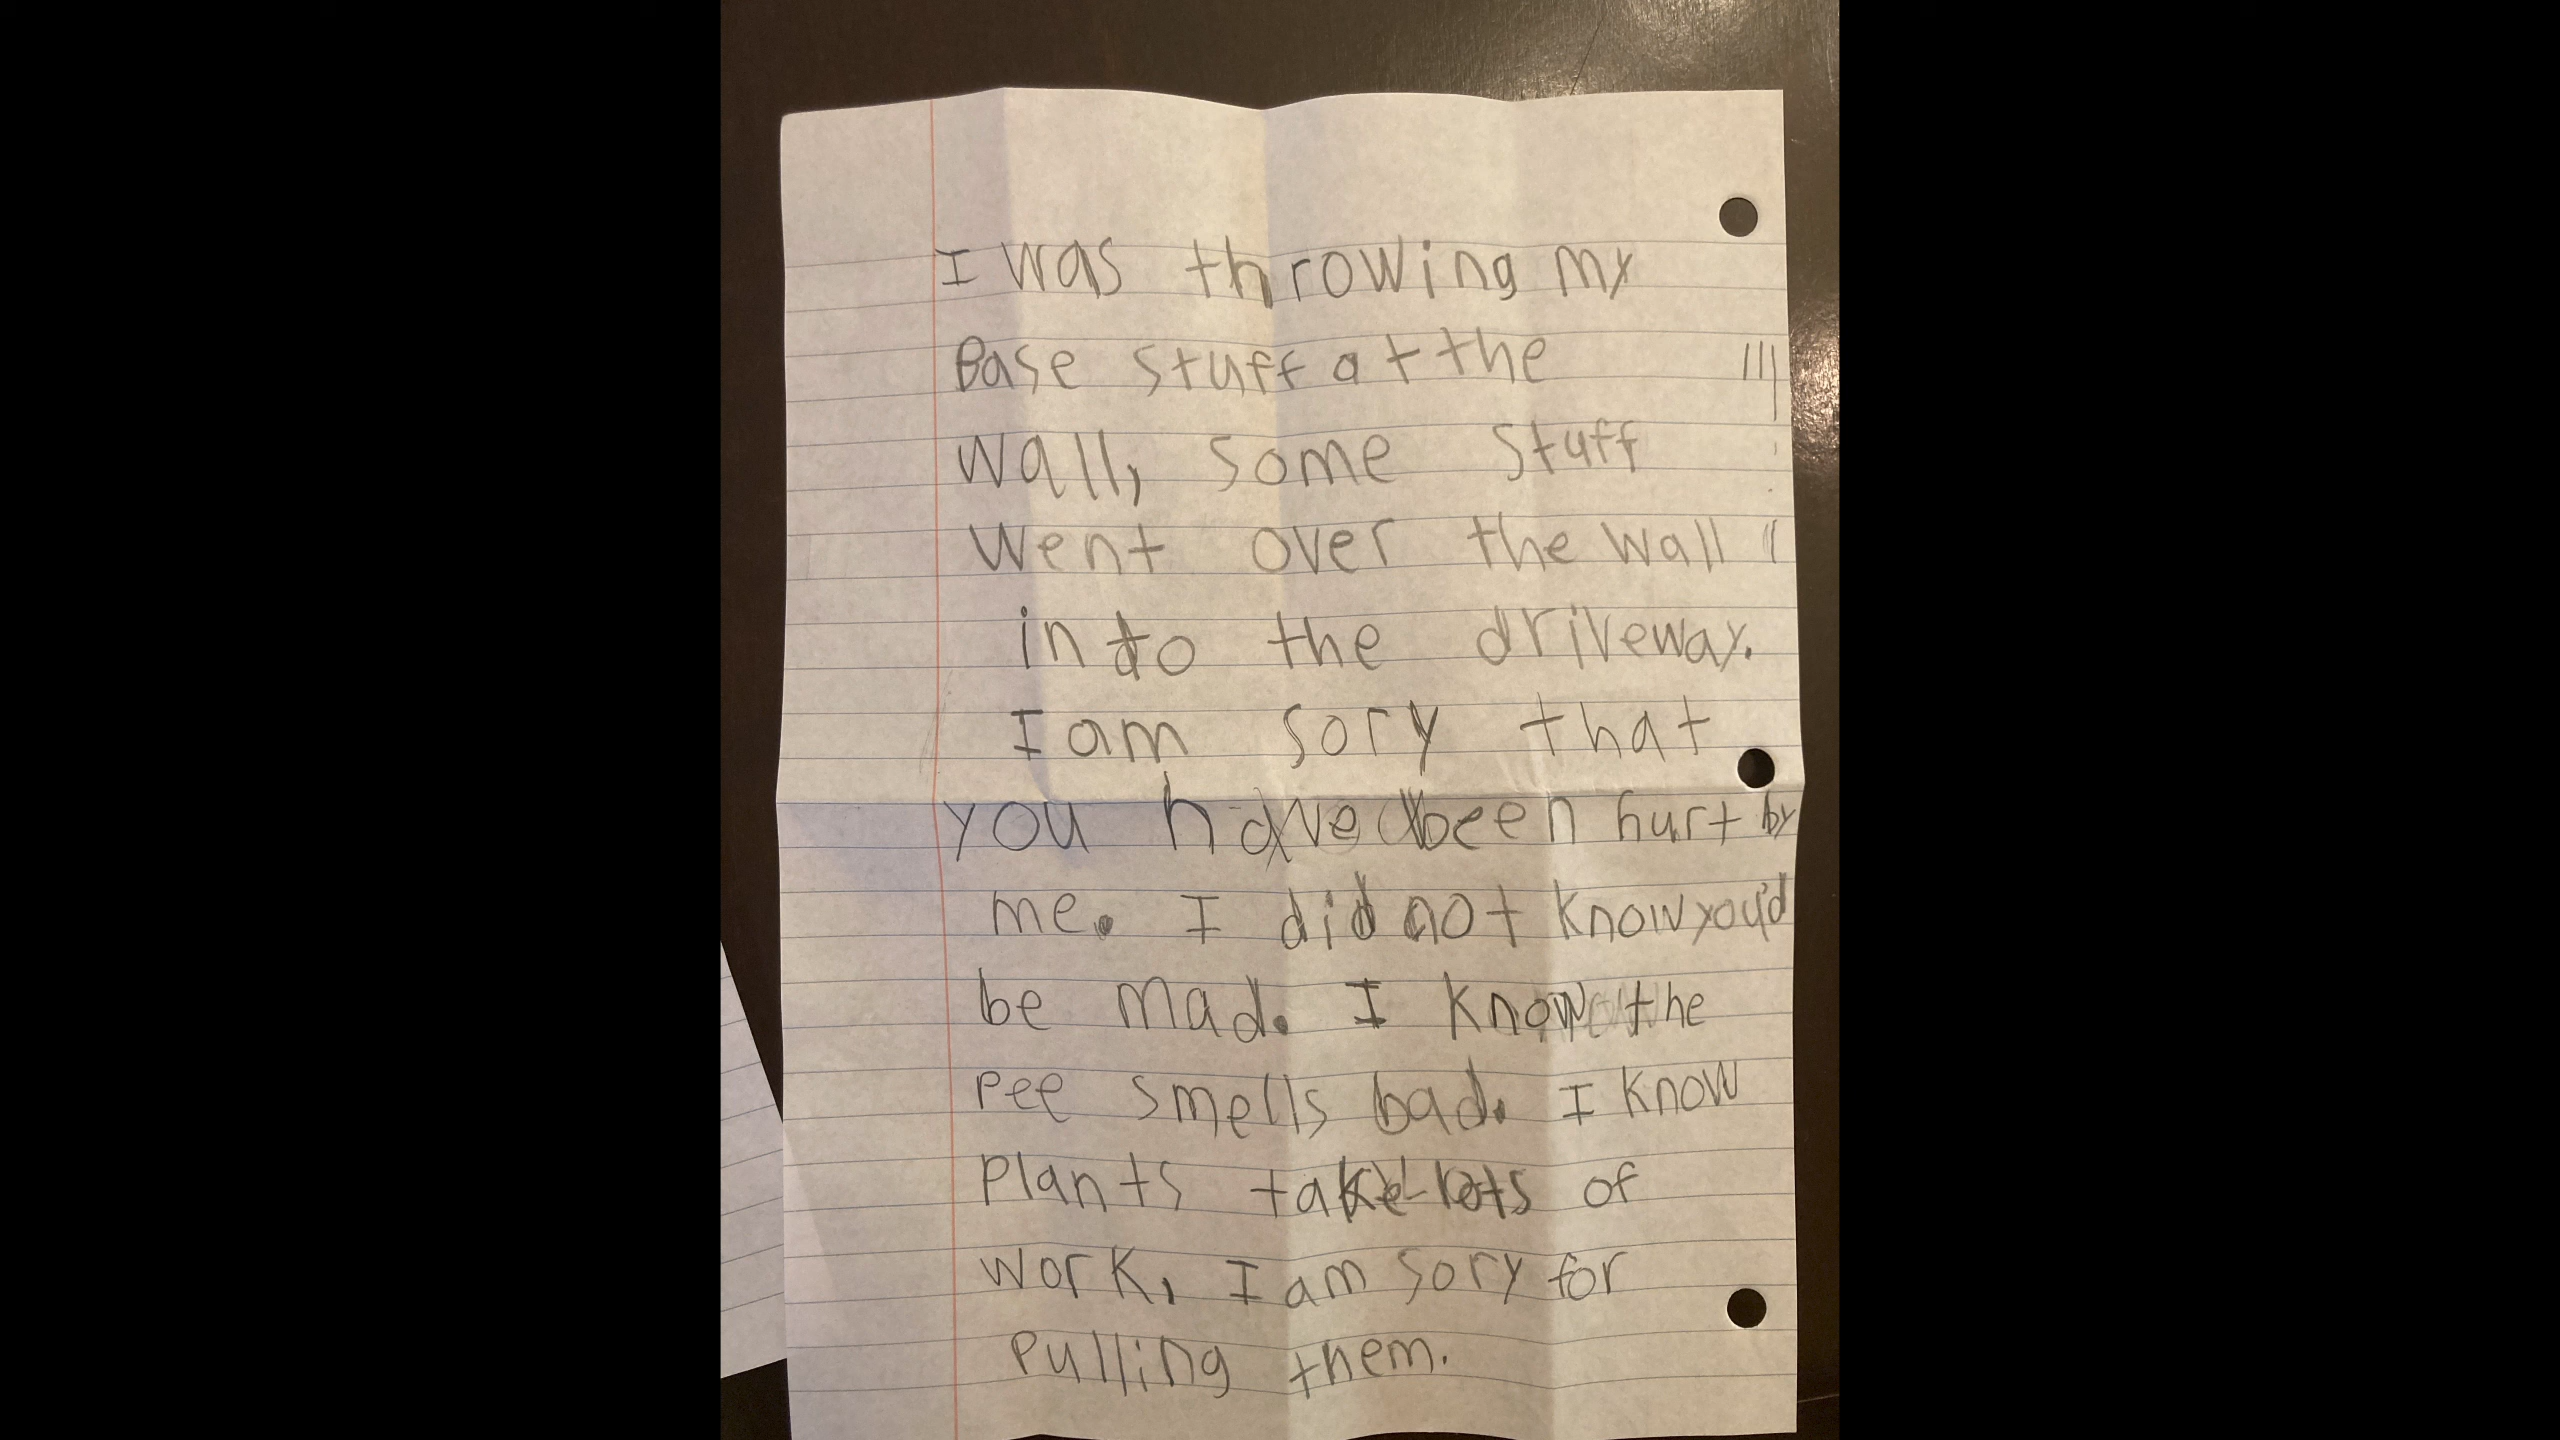 I was throwing my
Base stuff at the
wall, some stuff
went over the wall
into the driveway.
I am sory that
you have been hurt by
me. I did not know you'd
be mad. I know the
pee smells bad. I know
plants take lots of
work, I am sory for
pulling them.